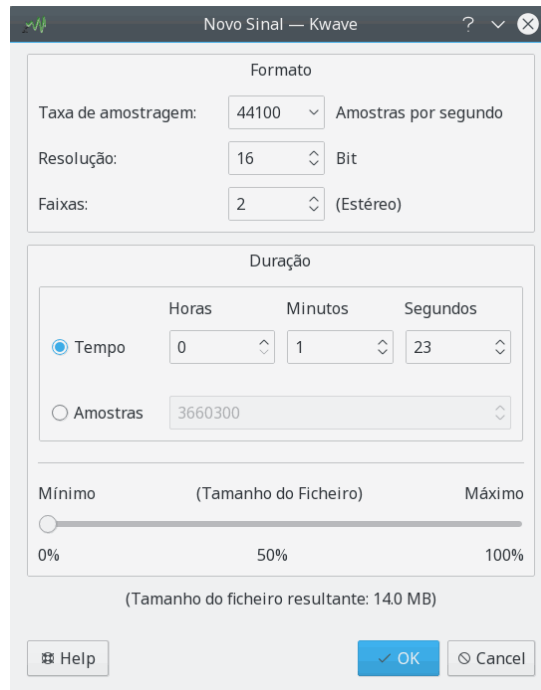 Novo Sinal — Kwave
Formato
Taxa de amostragem: 44100 Amostras por segundo
Resolução: 16 Bit
Faixas: 2 (Estéreo)
Duração
Horas Minutos Segundos
Tempo 0 1 23
Amostras 3660300
Mínimo (Tamanho do Ficheiro) Máximo
0% 50% 100%
(Tamanho do ficheiro resultante: 14.0 MB)
Help OK Cancel